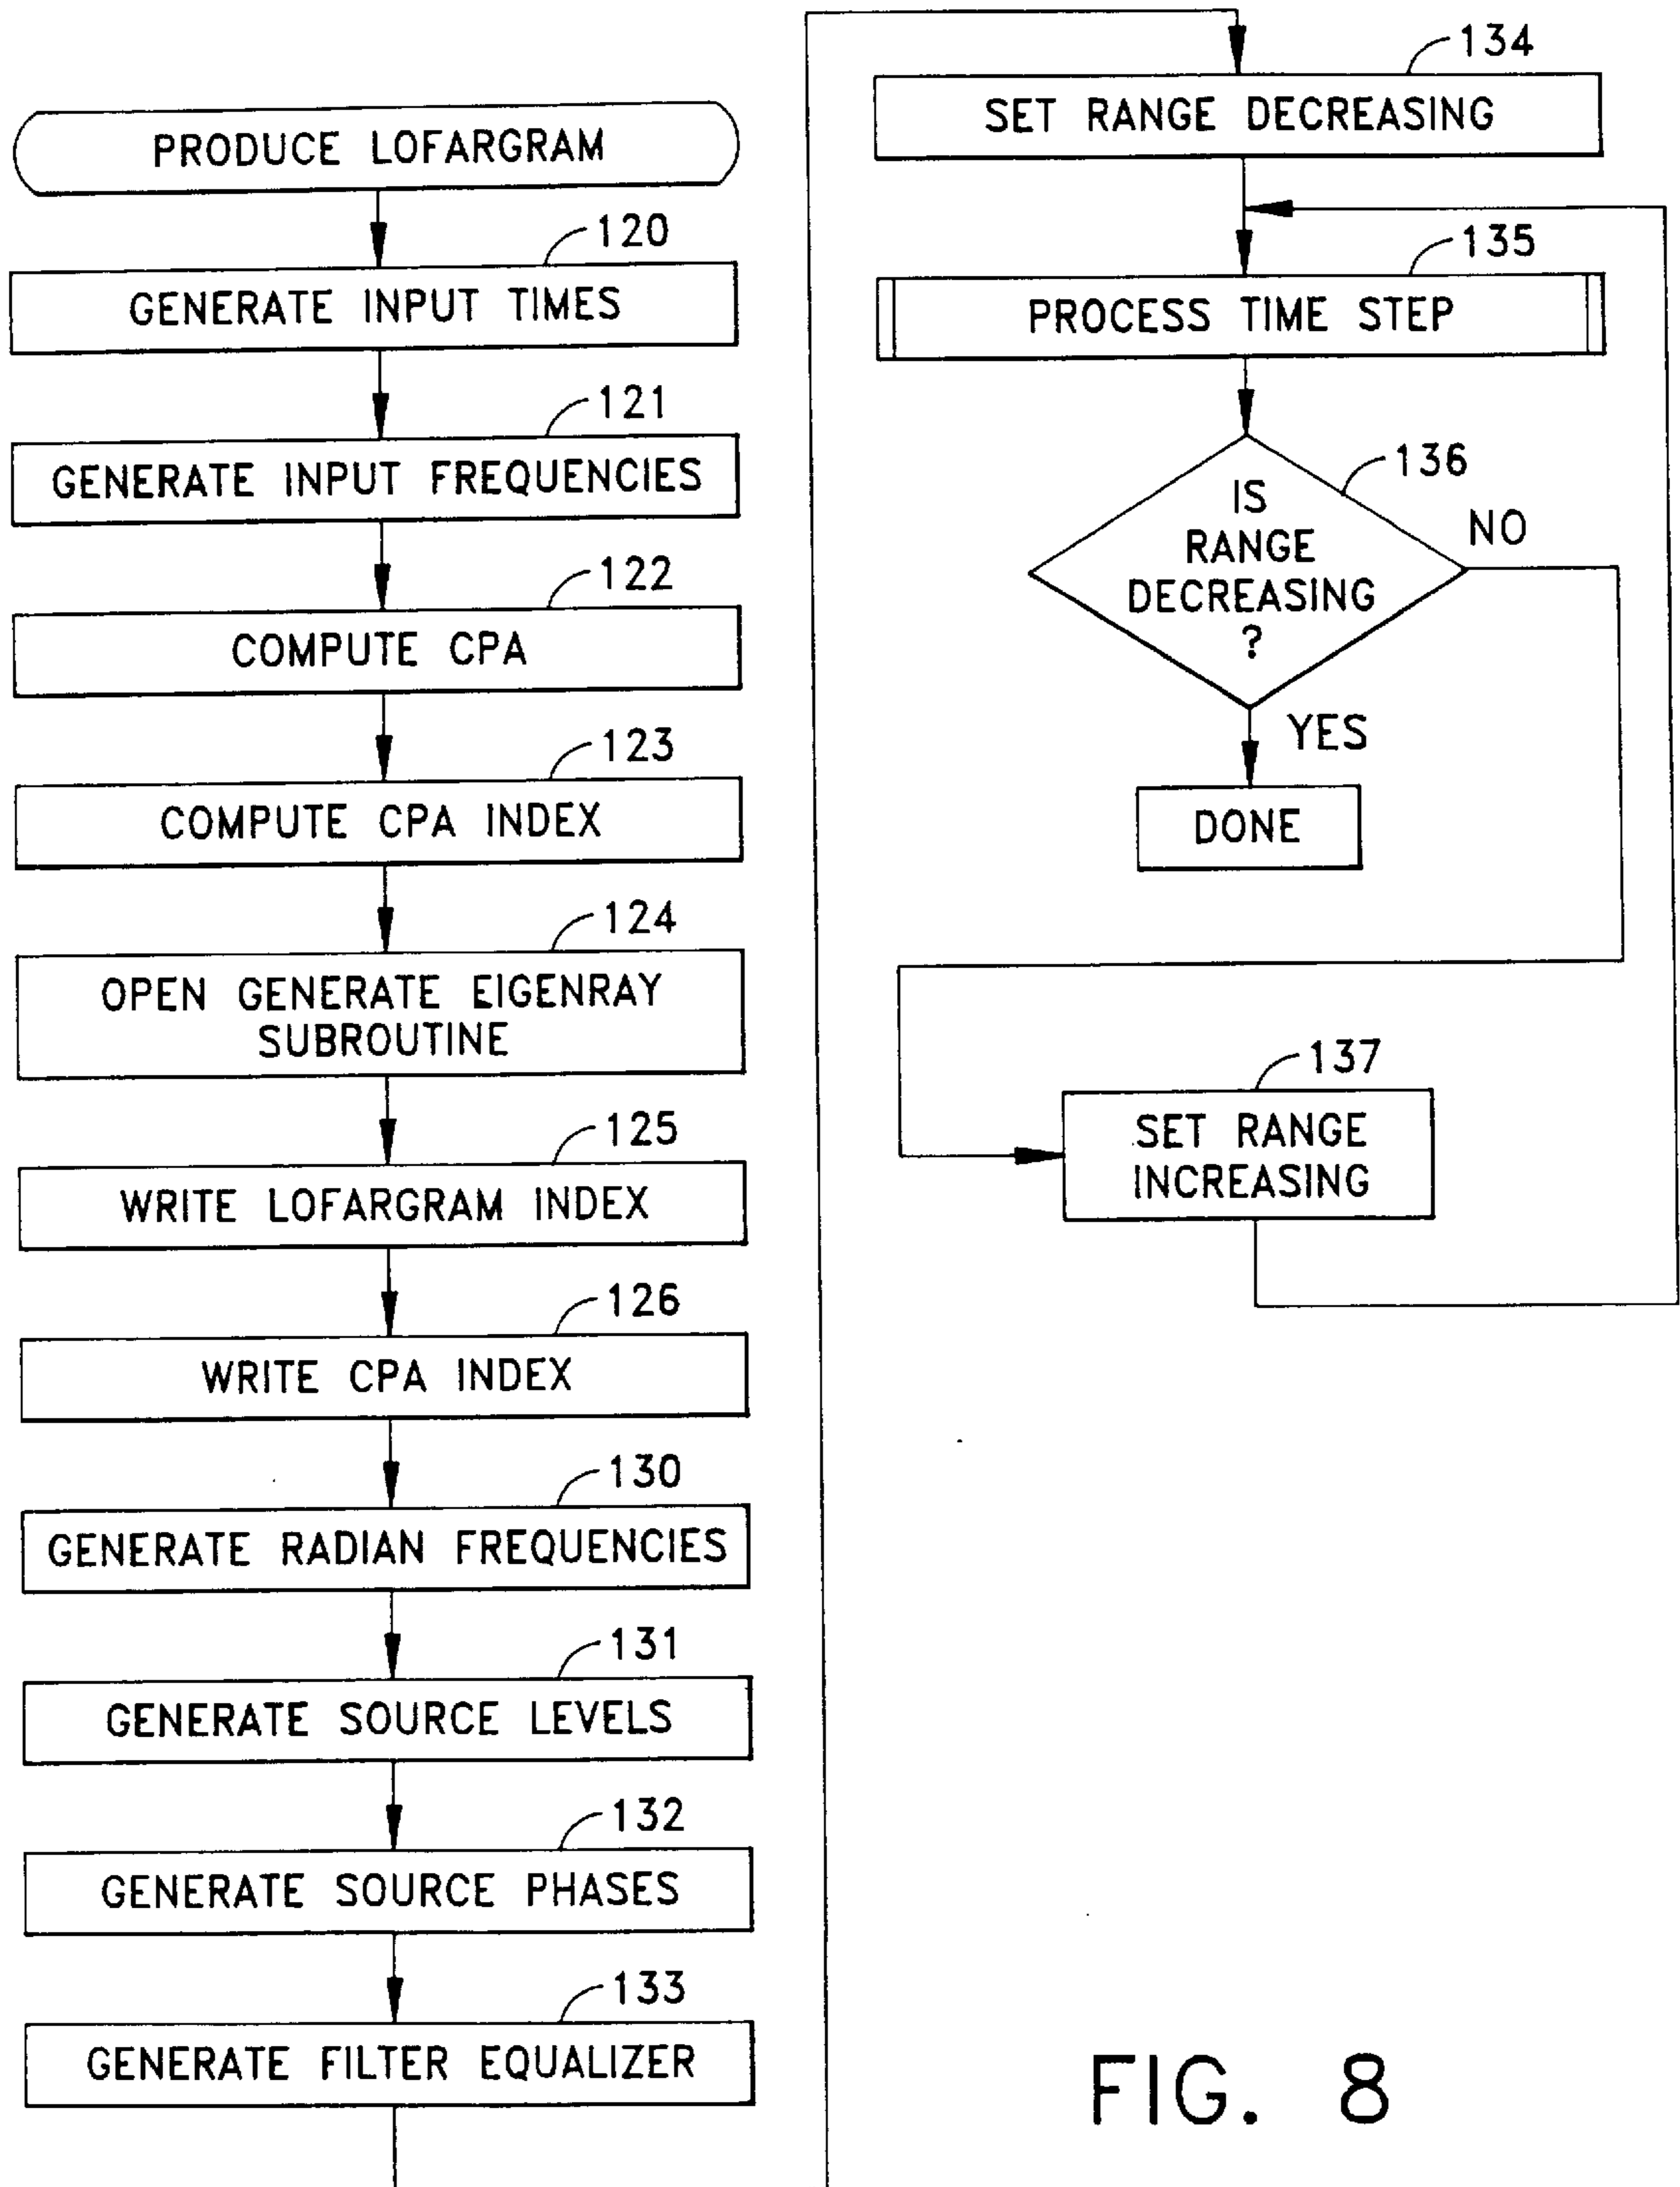 PRODUCE LOFARGRAM
120
GENERATE INPUT TIMES
121
GENERATE INPUT FREQUENCIES
122
COMPUTE CPA
123
COMPUTE CPA INDEX
124
OPEN GENERATE EIGENRAY
SUBROUTINE
125
WRITE LOFARGRAM INDEX
126
WRITE CPA INDEX
130
GENERATE RADIAN FREQUENCIES
131
GENERATE SOURCE LEVELS
132
GENERATE SOURCE PHASES
133
GENERATE FILTER EQUALIZER
134
SET RANGE DECREASING
135
PROCESS TIME STEP
136
IS
RANGE
DECREASING
?
NO
YES
DONE
137
SET RANGE
INCREASING
FIG. 8